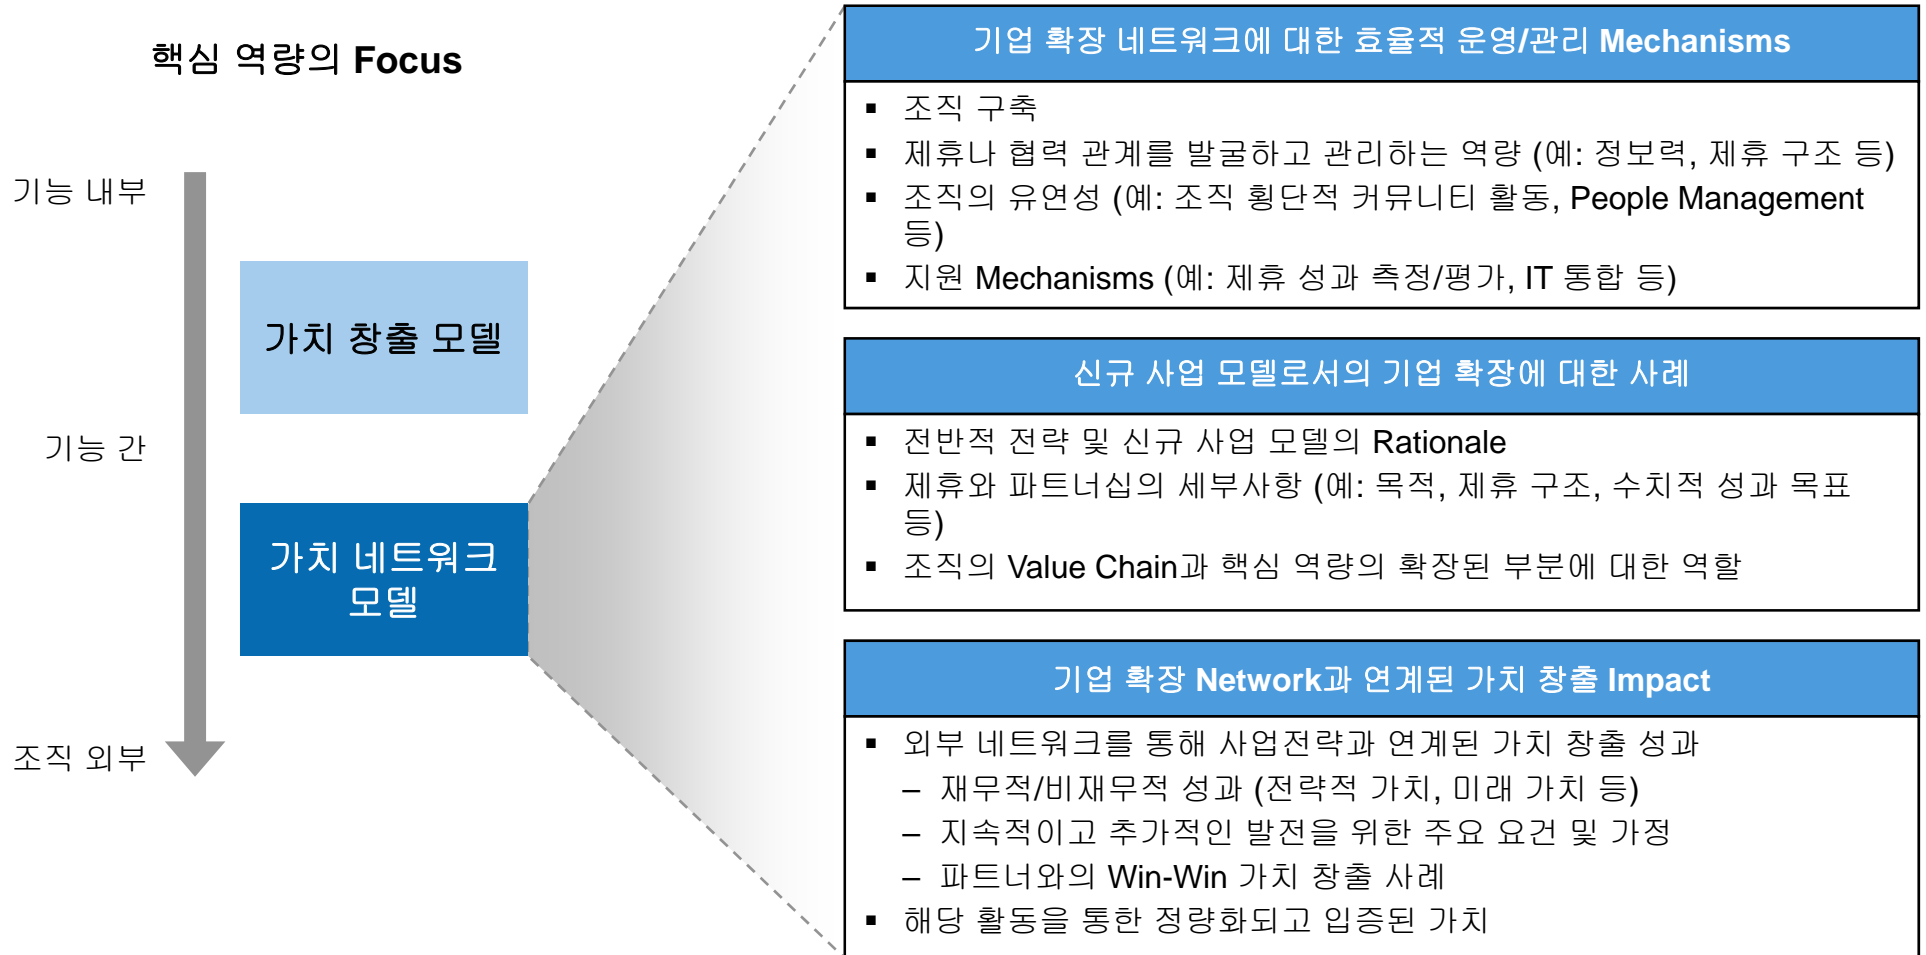 핵심 역량의 Focus
기능 내부
가치 창출 모델
기능 간
가치 네트워크
모델
조직 외부
기업 확장 네트워크에 대한 효율적 운영/관리 Mechanisms
▪ 조직 구축
▪ 제휴나 협력 관계를 발굴하고 관리하는 역량 (예: 정보력, 제휴 구조 등)
▪ 조직의 유연성 (예: 조직 횡단적 커뮤니티 활동, People Management
등)
▪ 지원 Mechanisms (예: 제휴 성과 측정/평가, IT 통합 등)
신규 사업 모델로서의 기업 확장에 대한 사례
▪ 전반적 전략 및 신규 사업 모델의 Rationale
▪ 제휴와 파트너십의 세부사항 (예: 목적, 제휴 구조, 수치적 성과 목표
등)
▪ 조직의 Value Chain과 핵심 역량의 확장된 부분에 대한 역할
기업 확장 Network과 연계된 가치 창출 Impact
▪ 외부 네트워크를 통해 사업전략과 연계된 가치 창출 성과
– 재무적/비재무적 성과 (전략적 가치, 미래 가치 등)
– 지속적이고 추가적인 발전을 위한 주요 요건 및 가정
– 파트너와의 Win-Win 가치 창출 사례
▪ 해당 활동을 통한 정량화되고 입증된 가치